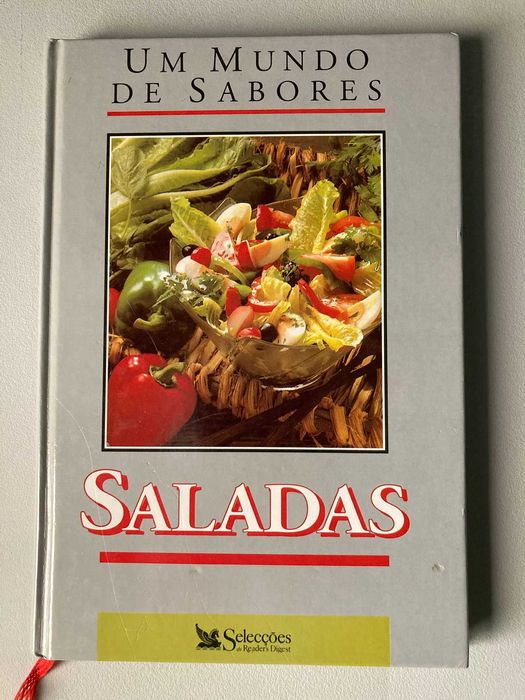 UM MUNDO
DE SABORES
SALADAS
Selecções
do Reader's Digest